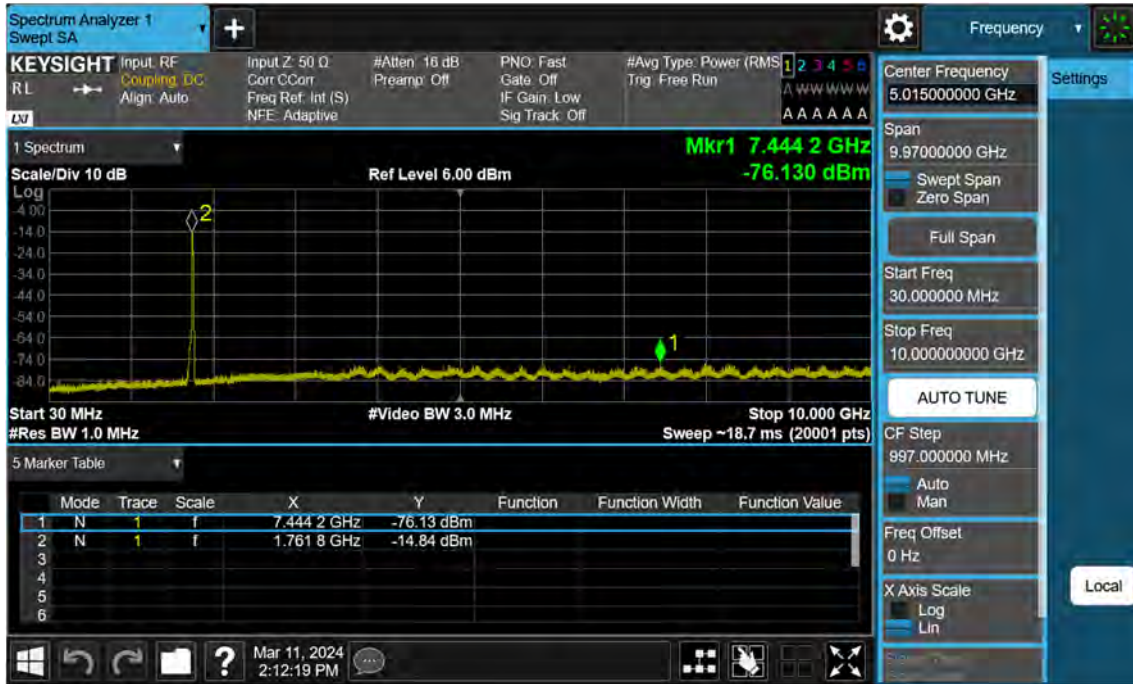 Spectrum Analyzer 1
Swept SA
+
Frequency
KEYSIGHT
RL
LXI
Input: RF
Coupling: DC
Align: Auto
Input Z: 50 Ω
Corr CCorr
Freq Ref: Int (S)
NFE: Adaptive
#Atten: 16 dB
Preamp: Off
PNO: Fast
Gate: Off
IF Gain: Low
Sig Track: Off
#Avg Type: Power (RMS
Trig: Free Run
1 2 3 4 5 6
A W W W W W
A A A A A A
Center Frequency
5.015000000 GHz
Settings
1 Spectrum
Scale/Div 10 dB
Ref Level 6.00 dBm
Mkr1 7.444 2 GHz
-76.130 dBm
Log
-4.00
-14.0
-24.0
-34.0
-44.0
-54.0
-64.0
-74.0
-84.0
2
1
Start 30 MHz
#Video BW 3.0 MHz
Stop 10.000 GHz
#Res BW 1.0 MHz
Sweep ~18.7 ms (20001 pts)
Span
9.97000000 GHz
Swept Span
Zero Span
Full Span
Start Freq
30.000000 MHz
Stop Freq
10.000000000 GHz
AUTO TUNE
CF Step
997.000000 MHz
Auto
Man
Freq Offset
0 Hz
X Axis Scale
Log
Lin
Local
5 Marker Table
Mode Trace Scale X Y Function Function Width Function Value
1 N 1 f 7.444 2 GHz -76.13 dBm
2 N 1 f 1.761 8 GHz -14.84 dBm
3
4
5
6
?
Mar 11, 2024
2:12:19 PM